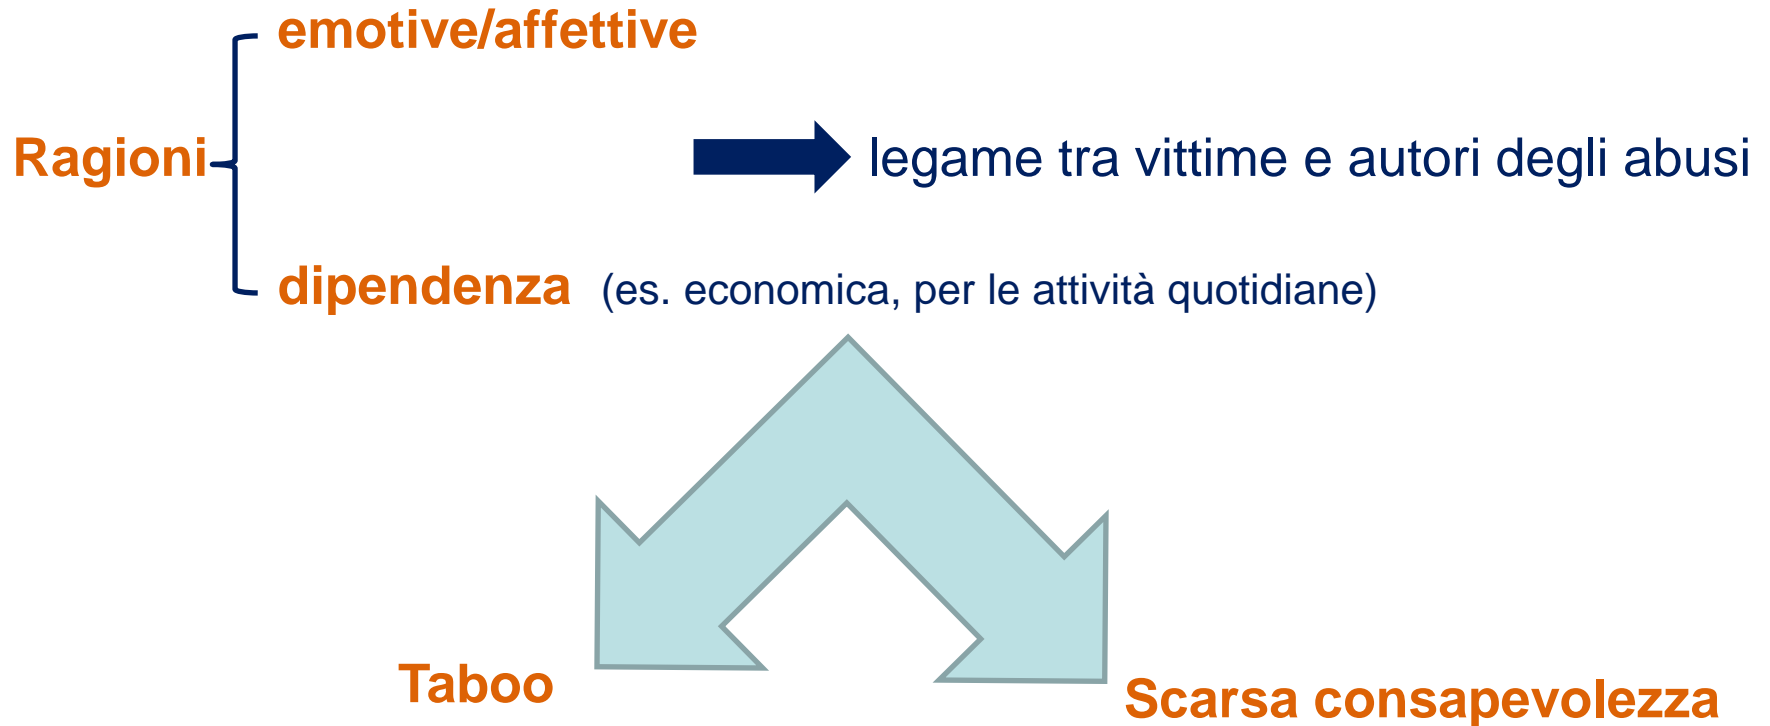 emotive/affettive
Ragioni
legame tra vittime e autori degli abusi
dipendenza (es. economica, per le attività quotidiane)
Taboo
Scarsa consapevolezza